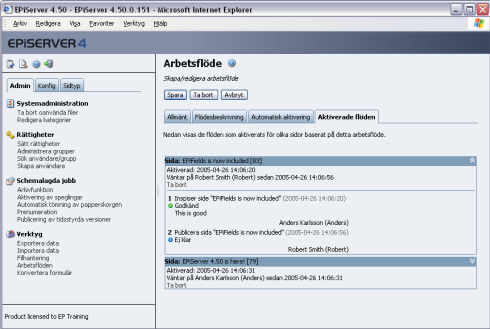 EPiServer 4.50 - EPiServer 4.50.0.151 - Microsoft Internet Explorer
Arkiv Redigera Visa Favoriter Verktyg Hjälp
EPISERVER 4
Admin Konfig Sidtyp
Systemadministration
Ta bort oanvända filer
Redigera kategorier
Rättigheter
Sätt rättigheter
Administrera grupper
Sök användare/grupp
Skapa användare
Schemalagda jobb
Arkivfunktion
Aktivering av speglingar
Automatisk tömning av papperskorgen
Prenumeration
Publicering av tidsstyrda versioner
Verktyg
Exportera data
Importera data
Filhantering
Arbetsflöden
Konvertera formulär
Product licensed to EP Training
Arbetsflöde
Skapa/redigera arbetsflöde
Spara Ta bort Avbryt
Allmänt Flödesbeskrivning Automatisk aktivering Aktiverade flöden
Nedan visas de flöden som aktiverats för olika sidor baserat på detta arbetsflöde.
Sida: EPiFields is now included [83]
Aktiverad: 2005-04-26 14:06:20
Väntar på Robert Smith (Robert) sedan 2005-04-26 14:06:56
Ta bort
1 Inspiser side "EPiFields is now included" (2005-04-26 14:06:20)
Godkänd
This is good
Anders Karlsson (Anders)
2 Publicera sida "EPiFields is now included" (2005-04-26 14:06:56)
Ej klar
Robert Smith (Robert)
Sida: EPiServer 4.50 is here! [79]
Aktiverad: 2005-04-26 14:06:31
Väntar på Anders Karlsson (Anders) sedan 2005-04-26 14:06:31
Ta bort